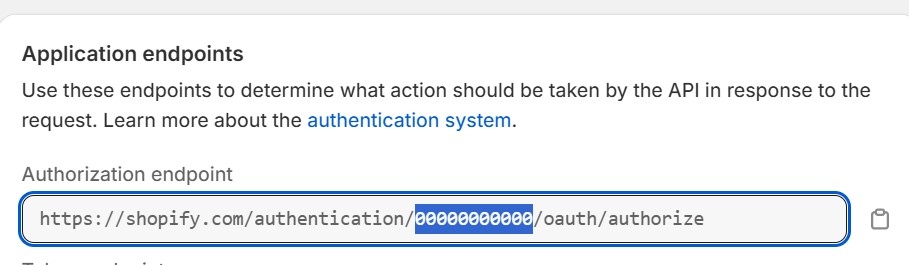 Application endpoints
Use these endpoints to determine what action should be taken by the API in response to the
request. Learn more about the authentication system.
Authorization endpoint
https://shopify.com/authentication/00000000000/oauth/authorize